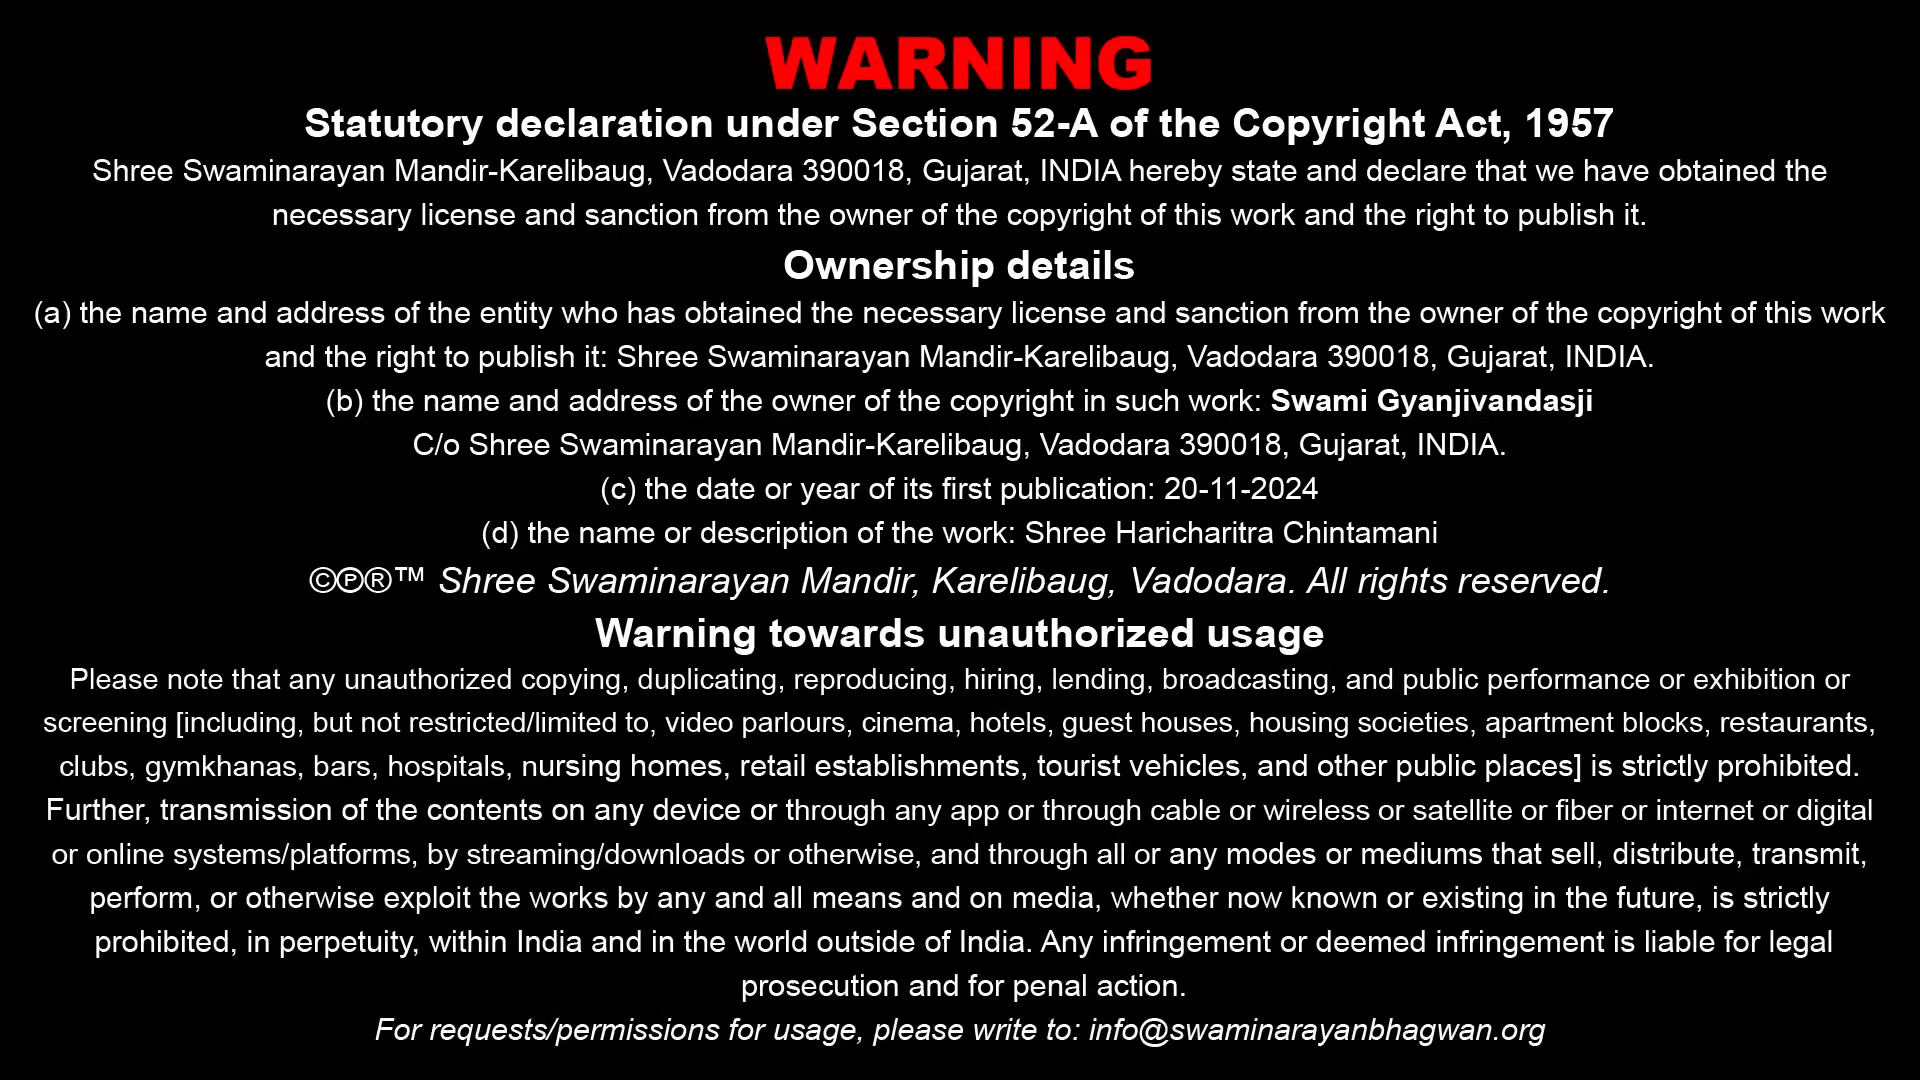 WARNING
Statutory declaration under Section 52-A of the Copyright Act, 1957
Shree Swaminarayan Mandir-Karelibaug, Vadodara 390018, Gujarat, INDIA hereby state and declare that we have obtained the
necessary license and sanction from the owner of the copyright of this work and the right to publish it.
Ownership details
(a) the name and address of the entity who has obtained the necessary license and sanction from the owner of the copyright of this work
and the right to publish it: Shree Swaminarayan Mandir-Karelibaug, Vadodara 390018, Gujarat, INDIA.
(b) the name and address of the owner of the copyright in such work: Swami Gyanjivandasji
C/o Shree Swaminarayan Mandir-Karelibaug, Vadodara 390018, Gujarat, INDIA.
(c) the date or year of its first publication: 20-11-2024
(d) the name or description of the work: Shree Haricharitra Chintamani
©℗®™ Shree Swaminarayan Mandir, Karelibaug, Vadodara. All rights reserved.
Warning towards unauthorized usage
Please note that any unauthorized copying, duplicating, reproducing, hiring, lending, broadcasting, and public performance or exhibition or
screening [including, but not restricted/limited to, video parlours, cinema, hotels, guest houses, housing societies, apartment blocks, restaurants,
clubs, gymkhanas, bars, hospitals, nursing homes, retail establishments, tourist vehicles, and other public places] is strictly prohibited.
Further, transmission of the contents on any device or through any app or through cable or wireless or satellite or fiber or internet or digital
or online systems/platforms, by streaming/downloads or otherwise, and through all or any modes or mediums that sell, distribute, transmit,
perform, or otherwise exploit the works by any and all means and on media, whether now known or existing in the future, is strictly
prohibited, in perpetuity, within India and in the world outside of India. Any infringement or deemed infringement is liable for legal
prosecution and for penal action.
For requests/permissions for usage, please write to: info@swaminarayanbhagwan.org